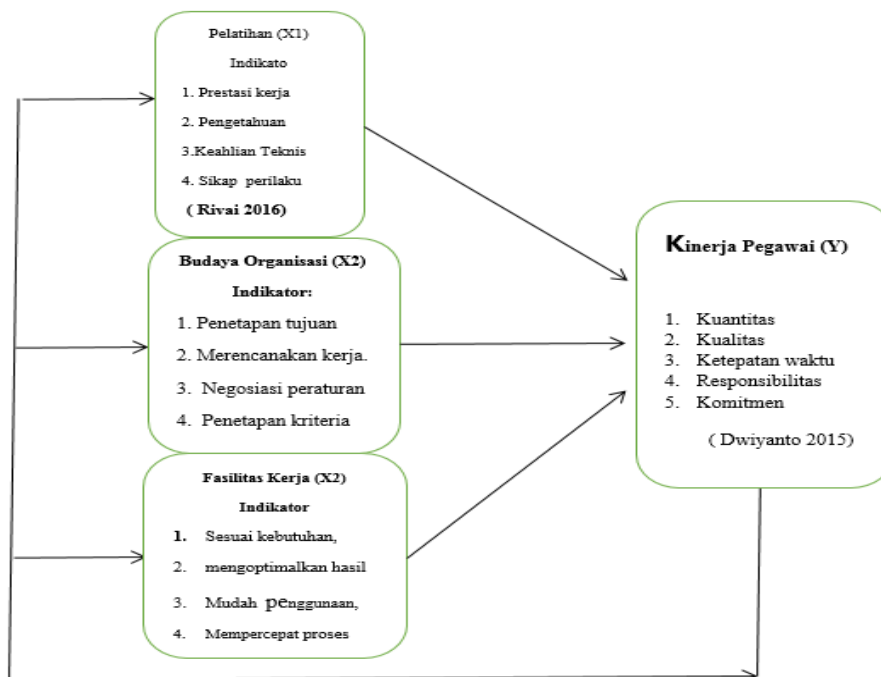 Pelatihan (X1)
Indikato
1. Prestasi kerja
2. Pengetahuan
3.Keahlian Teknis
4. Sikap perilaku
( Rivai 2016)
Budaya Organisasi (X2)
Indikator:
1. Penetapan tujuan
2. Merencanakan kerja.
3. Negosiasi peraturan
4. Penetapan kriteria
Fasilitas Kerja (X2)
Indikator
1. Sesuai kebutuhan,
2. mengoptimalkan hasil
3. Mudah penggunaan,
4. Mempercepat proses
Kinerja Pegawai (Y)
1. Kuantitas
2. Kualitas
3. Ketepatan waktu
4. Responsibilitas
5. Komitmen
( Dwiyanto 2015)